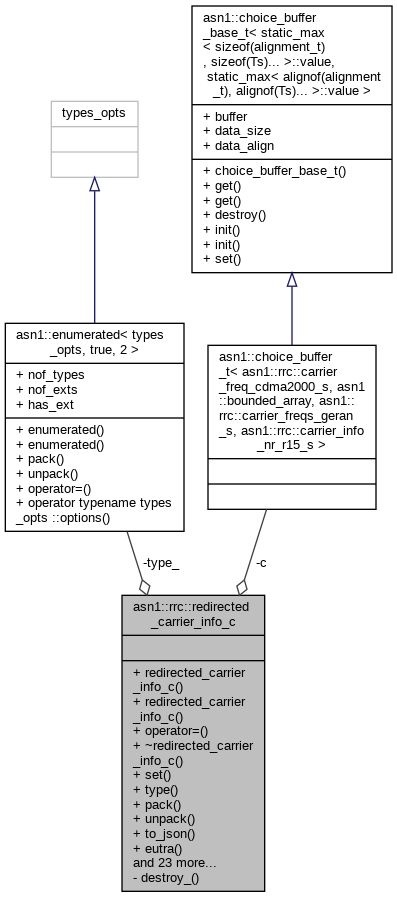 asn1::choice_buffer
_base_t< static_max
< sizeof(alignment_t)
, sizeof(Ts)... >::value,
static_max< alignof(alignment
_t), alignof(Ts)... >::value >
+ buffer
+ data_size
+ data_align
+ choice_buffer_base_t()
+ get()
+ get()
+ destroy()
+ init()
+ init()
+ set()
types_opts
asn1::enumerated< types
_opts, true, 2 >
+ nof_types
+ nof_exts
+ has_ext
+ enumerated()
+ enumerated()
+ pack()
+ unpack()
+ operator=()
+ operator typename types
_opts ::options()
asn1::choice_buffer
_t< asn1::rrc::carrier
_freq_cdma2000_s, asn1
::bounded_array, asn1::
rrc::carrier_freqs_geran
_s, asn1::rrc::carrier_info
_nr_r15_s >
-type_
-c
asn1::rrc::redirected
_carrier_info_c
+ redirected_carrier
_info_c()
+ redirected_carrier
_info_c()
+ operator=()
+ ~redirected_carrier
_info_c()
+ set()
+ type()
+ pack()
+ unpack()
+ to_json()
+ eutra()
and 23 more...
- destroy_()